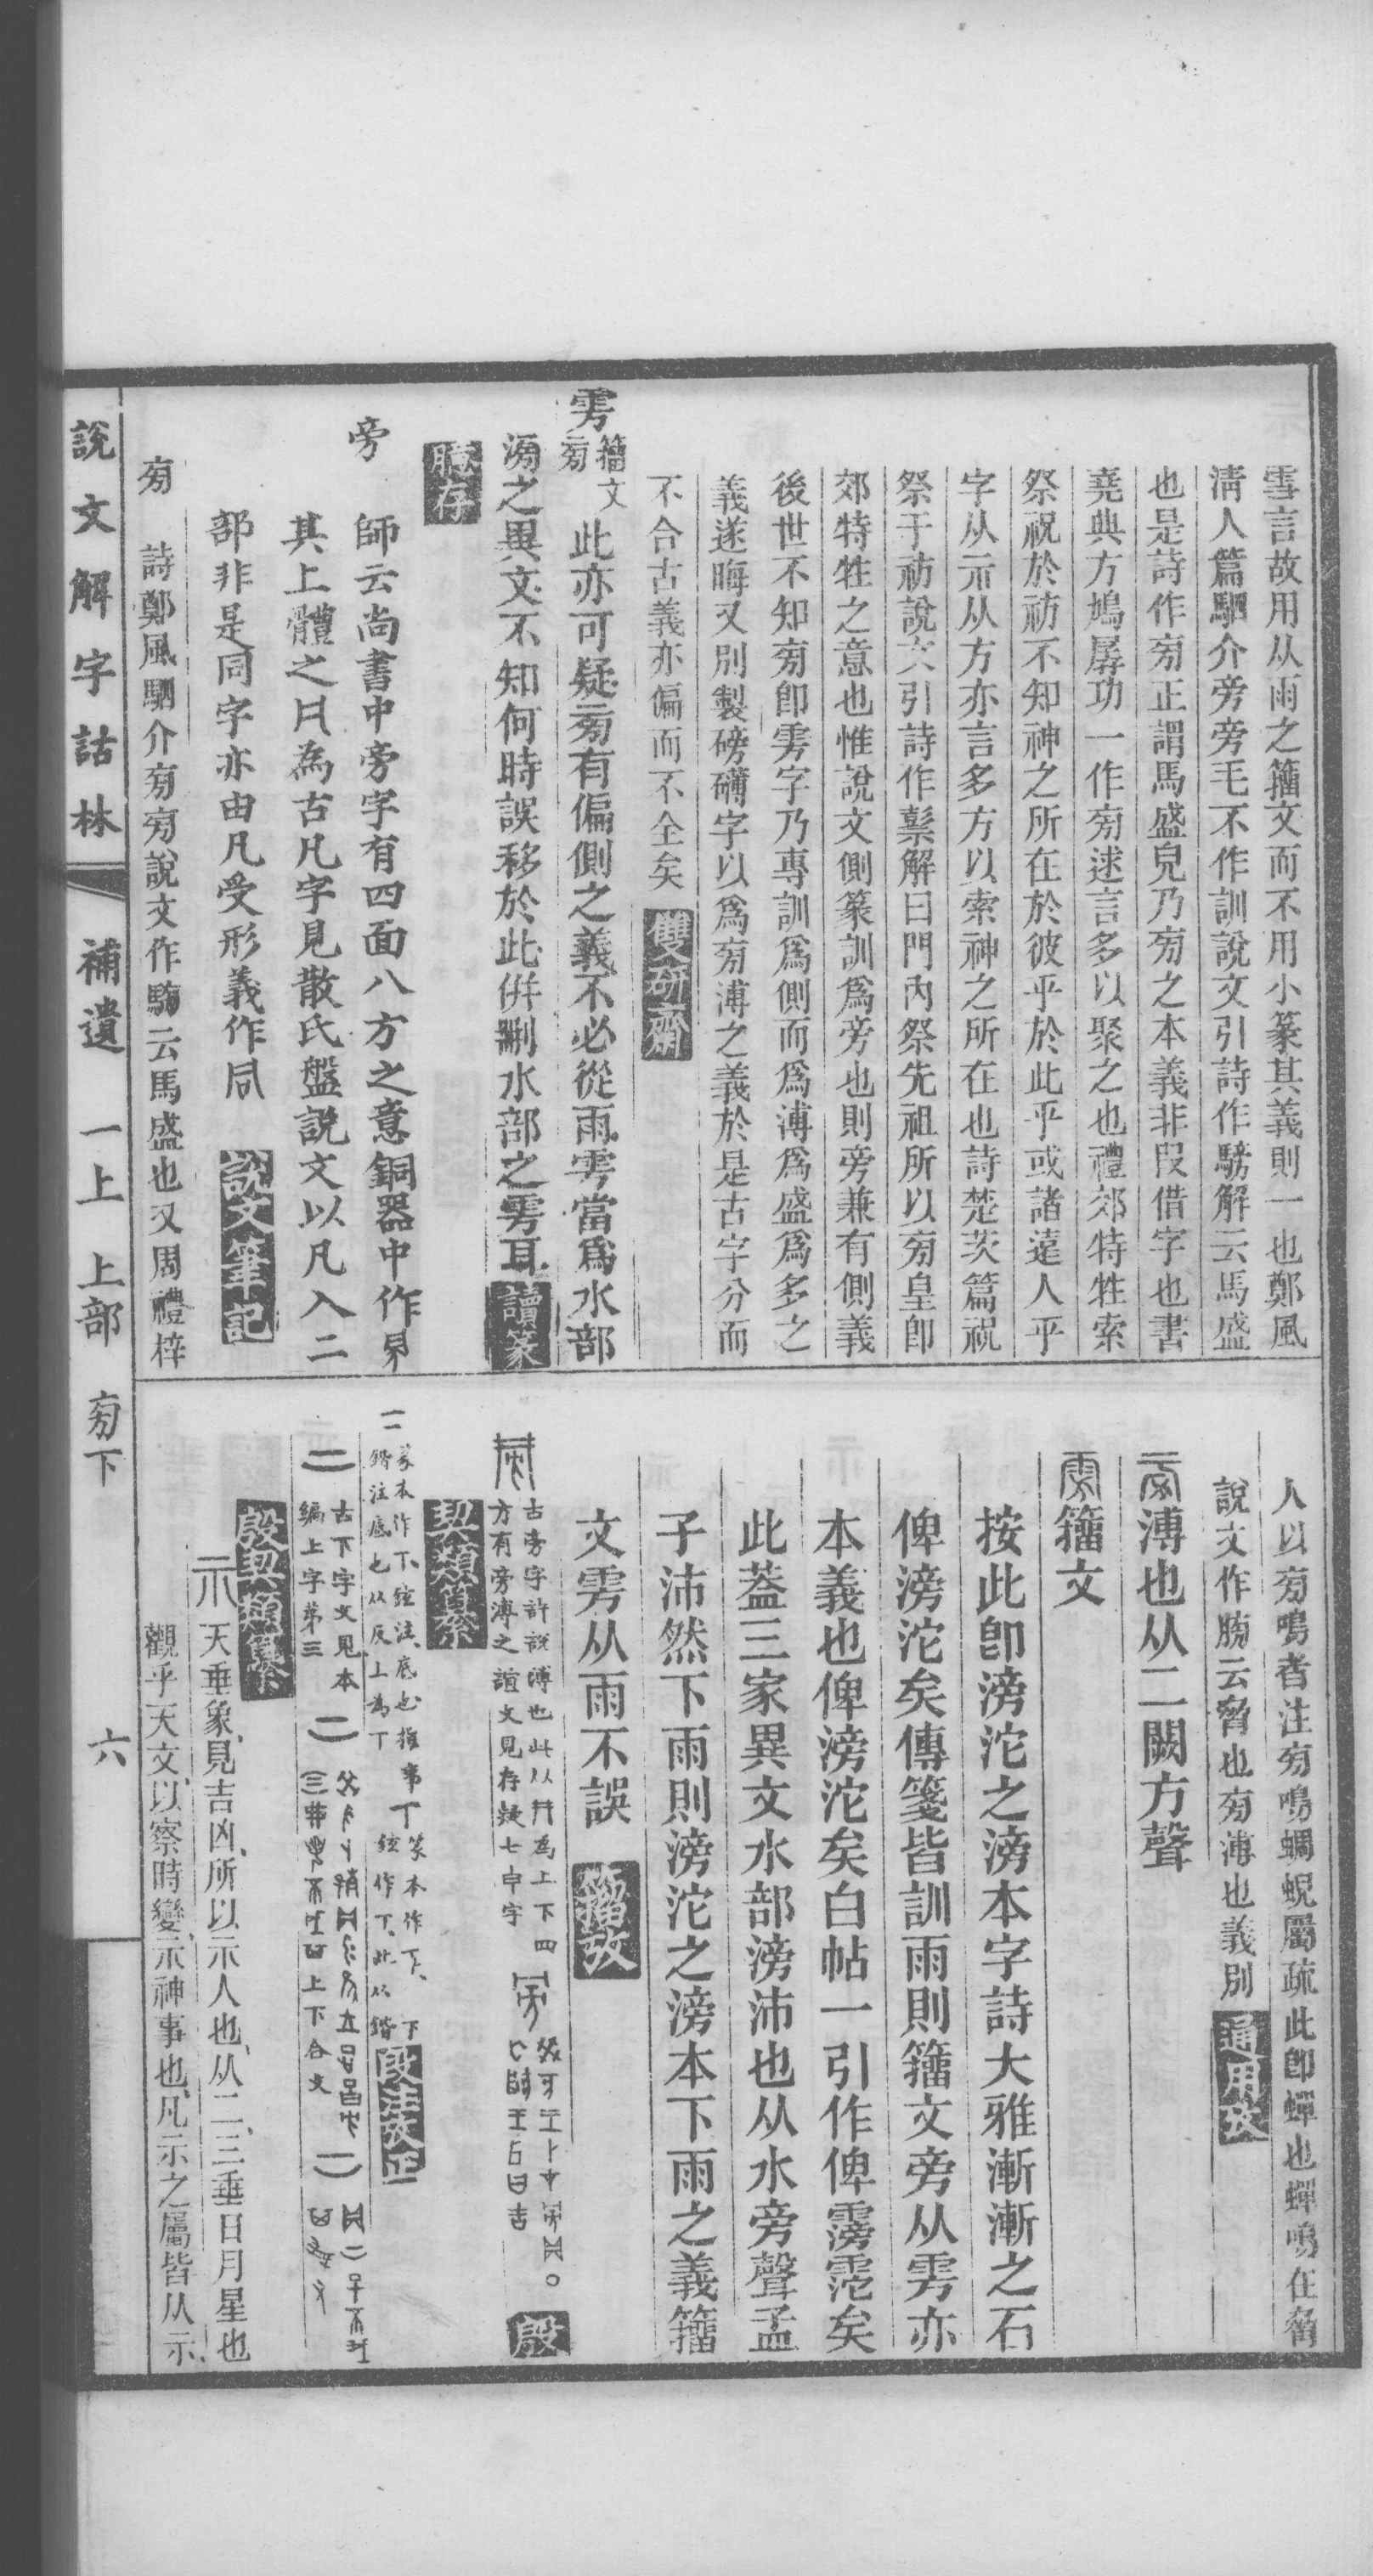 雪言故用从雨之籒文而不用小篆其義則一也鄭風
清人篇駟介旁旁毛不作訓說文引詩作騯解云馬盛
也是詩作㫄正謂馬盛皃乃㫄之本義非叚借字也書
堯典方鳩孱功一作㫄逑言多以聚之也禮郊特牲索
祭祝於祊不知神之所在於彼乎於此乎或諸遠人乎
字从示从方亦言多方以索神之所在也詩楚茨篇祝
祭于祊說文引詩作鬃解曰門內祭先祖所以㫄皇卽
郊特牲之意也惟說文側篆訓爲旁也則旁兼有側義
後世不知㫄卽雱字乃專訓爲側而爲溥爲盛爲多之
義遂晦又別製磅礴字以爲㫄溥之義於是古字分而
不合古義亦偏而不全矣 雙研齋
雱 籒文㫄 此亦可疑㫄有偏側之義不必從雨雱當爲水部
滂之異文不知何時誤移於此併刪水部之雱耳 讀篆
臆存
旁 師云尚書中旁字有四面八方之意銅器中作
其上體之 為古凡字見散氏盤說文以凡入二
部非是同字亦由凡受形義作同 說文筆記
㫄 詩鄭風駟介㫄㫄說文作騯云馬盛也又周禮梓
人以㫄鳴者注㫄鳴蜩蜺屬疏此卽蟬也蟬鳴在脅
說文作膀云脅也㫄溥也義別 通用考
㫄溥也从二闕方聲
雱籒文
按此卽滂沱之滂本字詩大雅漸漸之石
俾滂沱矣傳箋皆訓雨則籒文旁从雱亦
本義也俾滂沱矣白帖一引作俾霶霑矣
此葢三家異文水部滂沛也从水旁聲孟
子沛然下雨則滂沱之滂本下雨之義籒
文雱从雨不誤 籒攷
古旁字許說溥也此从 為上下四
方有旁溥之誼文見存疑七申字 殷
契類纂
二 篆本作丅鉉注底也指事丅篆本作下
鍇注底也从反上為丅 鉉作丅此从鍇 段注攷正
二 古下字文見本
編上字第三 上下合文
殷契類纂
示 天垂象見吉凶所以示人也从二三垂日月星也
觀乎天文以察時變示神事也凡示之屬皆从示
說文解字詁林 補遺 一上 上部 㫄下 六